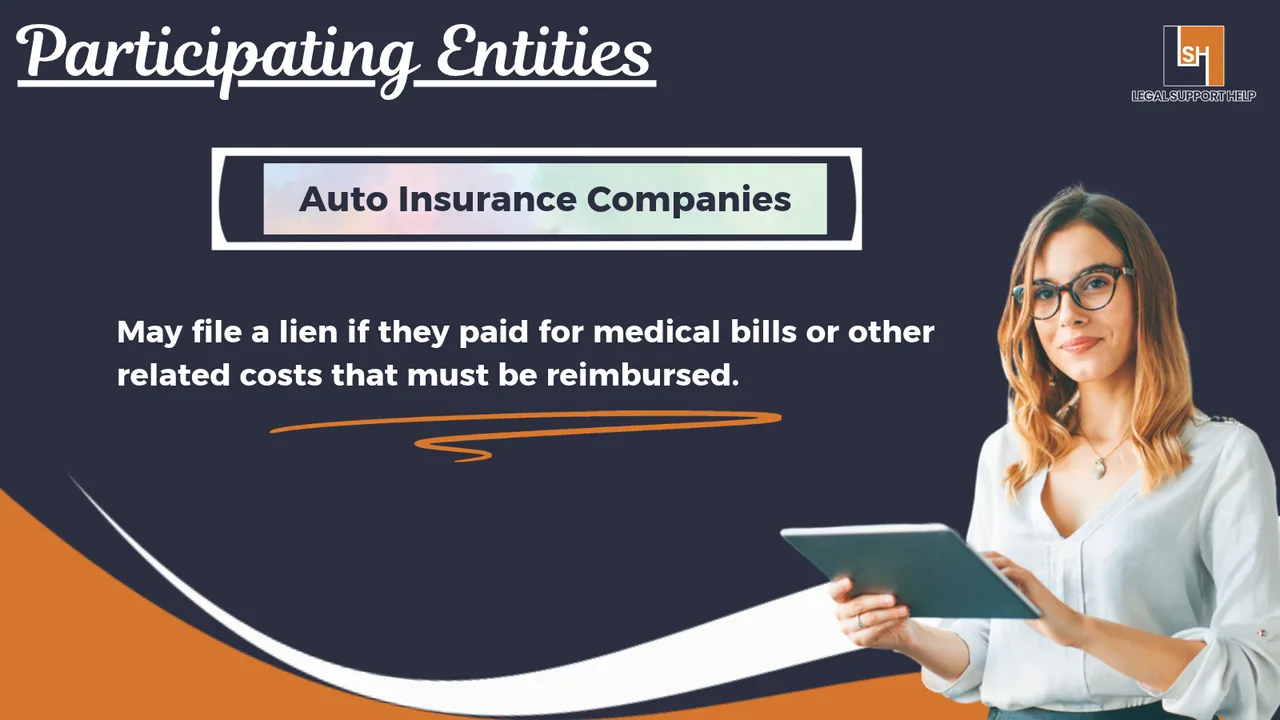 Participating Entities
LSH
LEGAL SUPPORT HELP
Auto Insurance Companies
May file a lien if they paid for medical bills or other
related costs that must be reimbursed.